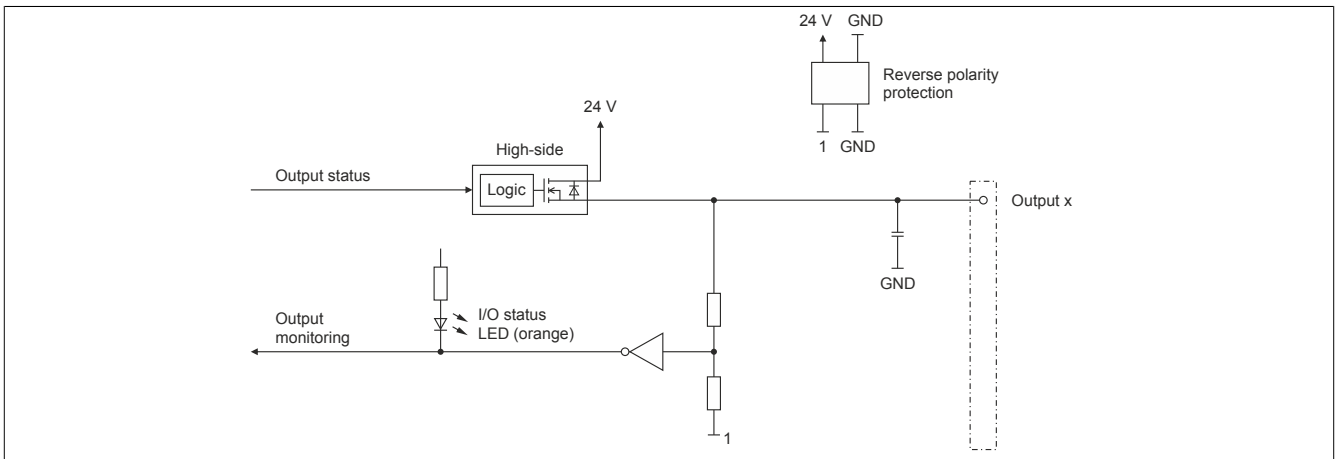 24 V GND
Reverse polarity
protection
1 GND
24 V
High-side
Output status
Logic
Output x
GND
I/O status
LED (orange)
Output
monitoring
1